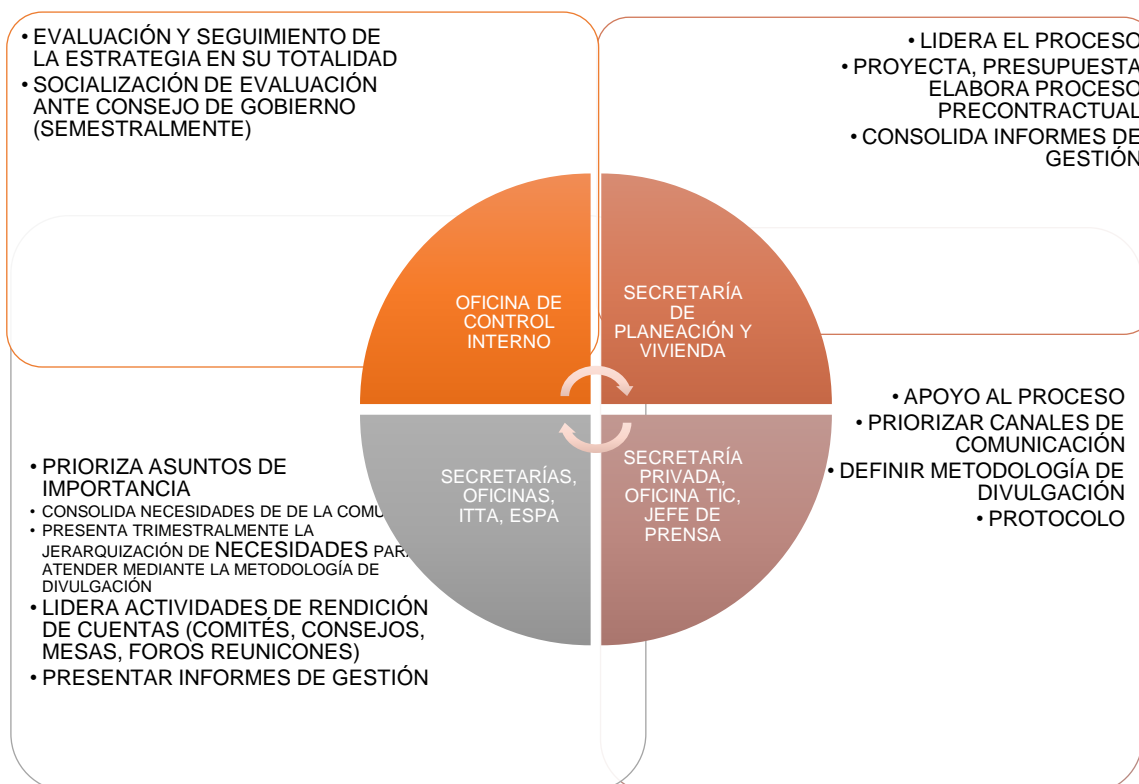 • EVALUACIÓN Y SEGUIMIENTO DE
LA ESTRATEGIA EN SU TOTALIDAD
• SOCIALIZACIÓN DE EVALUACIÓN
ANTE CONSEJO DE GOBIERNO
(SEMESTRALMENTE)
• LIDERA EL PROCESO
• PROYECTA, PRESUPUESTA
ELABORA PROCESO
PRECONTRACTUAL
• CONSOLIDA INFORMES DE
GESTIÓN
OFICINA DE
CONTROL
INTERNO
SECRETARÍA
DE
PLANEACIÓN Y
VIVIENDA
SECRETARÍAS,
OFICINAS,
ITTA, ESPA
SECRETARÍA
PRIVADA,
OFICINA TIC,
JEFE DE
PRENSA
• PRIORIZA ASUNTOS DE
IMPORTANCIA
• CONSOLIDA NECESIDADES DE DE LA
• PRESENTA TRIMESTRALMENTE LA
JERARQUIZACIÓN DE NECESIDADES
ATENDER MEDIANTE LA METODOLOGÍA DE
DIVULGACIÓN
• LIDERA ACTIVIDADES DE RENDICIÓN
DE CUENTAS (COMITÉS, CONSEJOS,
MESAS, FOROS REUNICONES)
• PRESENTAR INFORMES DE GESTIÓN
• APOYO AL PROCESO
• PRIORIZAR CANALES DE
COMUNICACIÓN
• DEFINIR METODOLOGÍA DE
DIVULGACIÓN
• PROTOCOLO